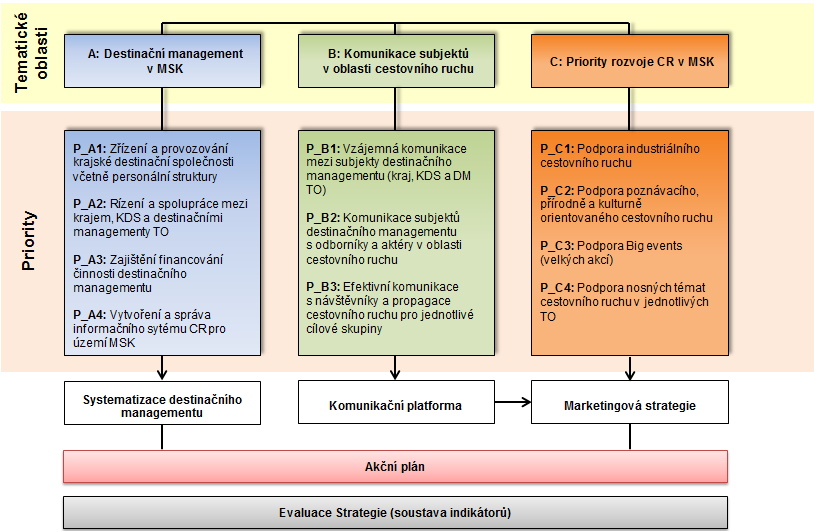 Tematické
oblasti
A: Destinační management
v MSK
B: Komunikace subjektů
v oblasti cestovního ruchu
C: Priority rozvoje CR v MSK
Priority
P_A1: Zřízení a provozování
krajské destinační společnosti
včetně personální struktury
P_A2: Řízení a spolupráce mezi
krajem, KDS a destinačními
managementy TO
P_A3: Zajištění financování
činnosti destinačního
managementu
P_A4: Vytvoření a správa
informačního sytému CR pro
území MSK
P_B1: Vzájemná komunikace
mezi subjekty destinačního
managementu (kraj, KDS a DM
TO)
P_B2: Komunikace subjektů
destinačního managementu
s odborníky a aktéry v oblasti
cestovního ruchu
P_B3: Efektivní komunikace
s návštěvníky a propagace
cestovního ruchu pro jednotlivé
cílové skupiny
P_C1: Podpora industriálního
cestovního ruchu
P_C2: Podpora poznávacího,
přírodně a kulturně
orientovaného cestovního ruchu
P_C3: Podpora Big events
(velkých akcí)
P_C4: Podpora nosných témat
cestovního ruchu v jednotlivých
TO
Systematizace destinačního
managementu
Komunikační platforma
Marketingová strategie
Akční plán
Evaluace Strategie (soustava indikátorů)